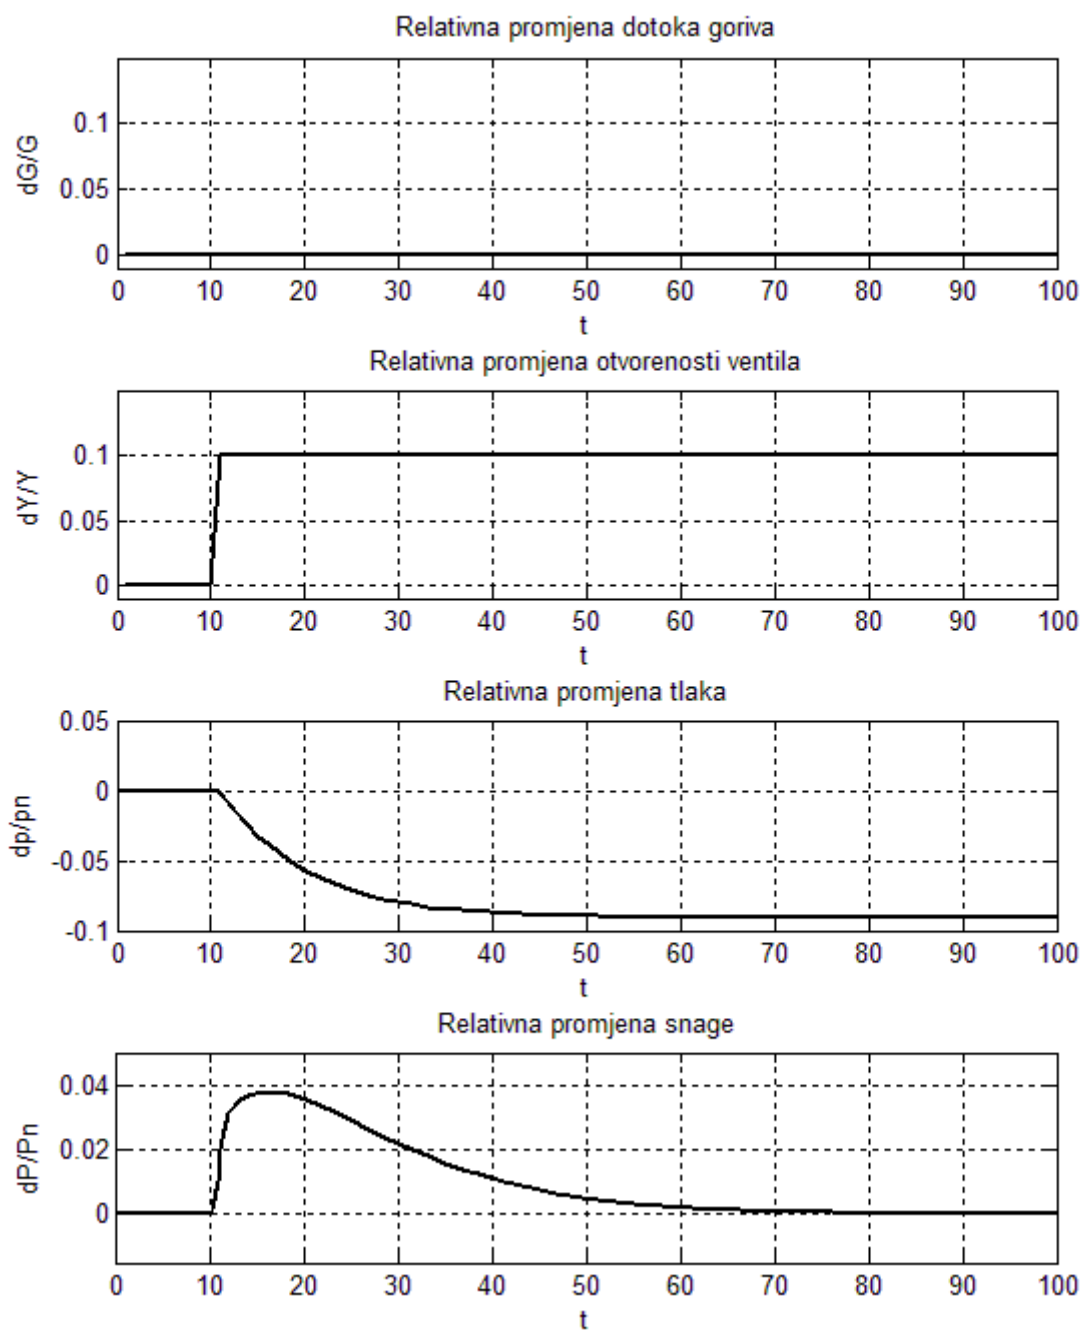 Relativna promjena dotoka goriva
dG/G
0.1
0.05
0
0 10 20 30 40 50 60 70 80 90 100
t
Relativna promjena otvorenosti ventila
dY/Y
0.1
0.05
0
0 10 20 30 40 50 60 70 80 90 100
t
Relativna promjena tlaka
dp/pn
0.05
0
-0.05
-0.1
0 10 20 30 40 50 60 70 80 90 100
t
Relativna promjena snage
dP/Pn
0.04
0.02
0
0 10 20 30 40 50 60 70 80 90 100
t